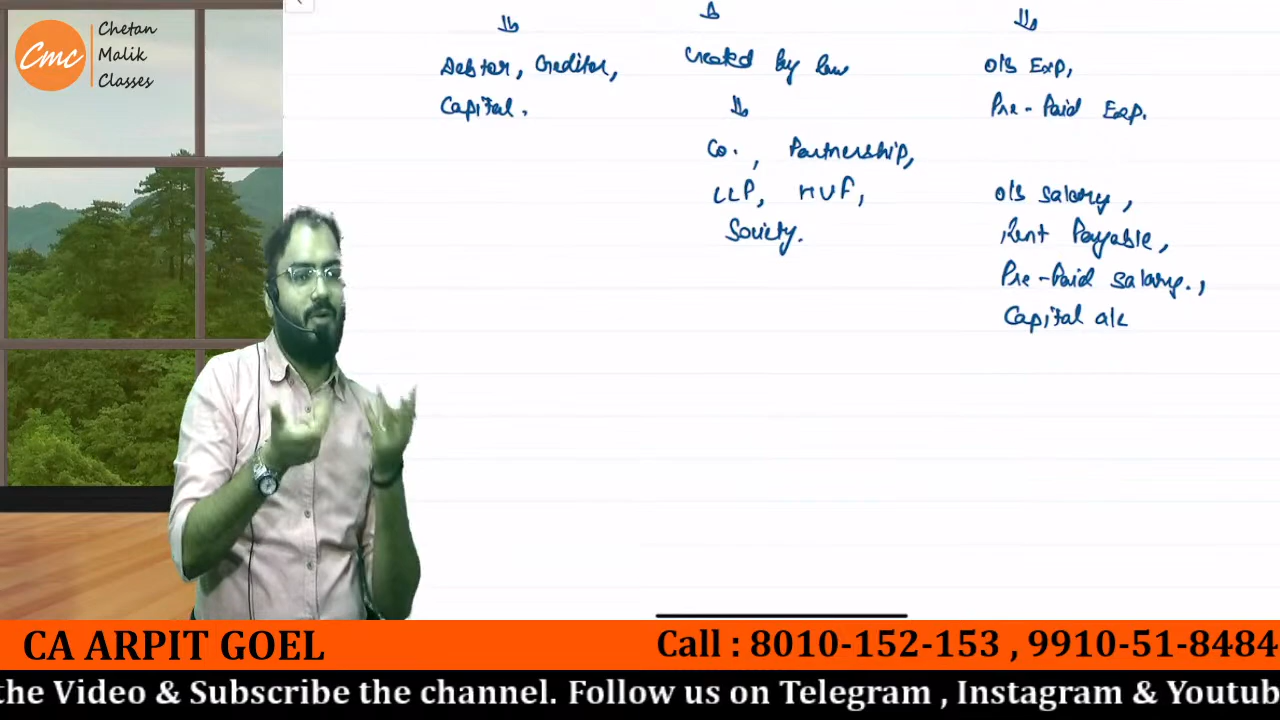 Chetan
Malik
Classes
cmc
Debtor, Creditor,
Capital.
Created by law
Co., Partnership,
LLP, HUF,
Society.
O/S Exp,
Pre-Paid Exp.
O/S Salary,
Rent Payable,
Pre-Paid Salary.,
Capital a/c
CA ARPIT GOEL
Call : 8010-152-153 , 9910-51-8484
the Video & Subscribe the channel. Follow us on Telegram , Instagram & Youtub